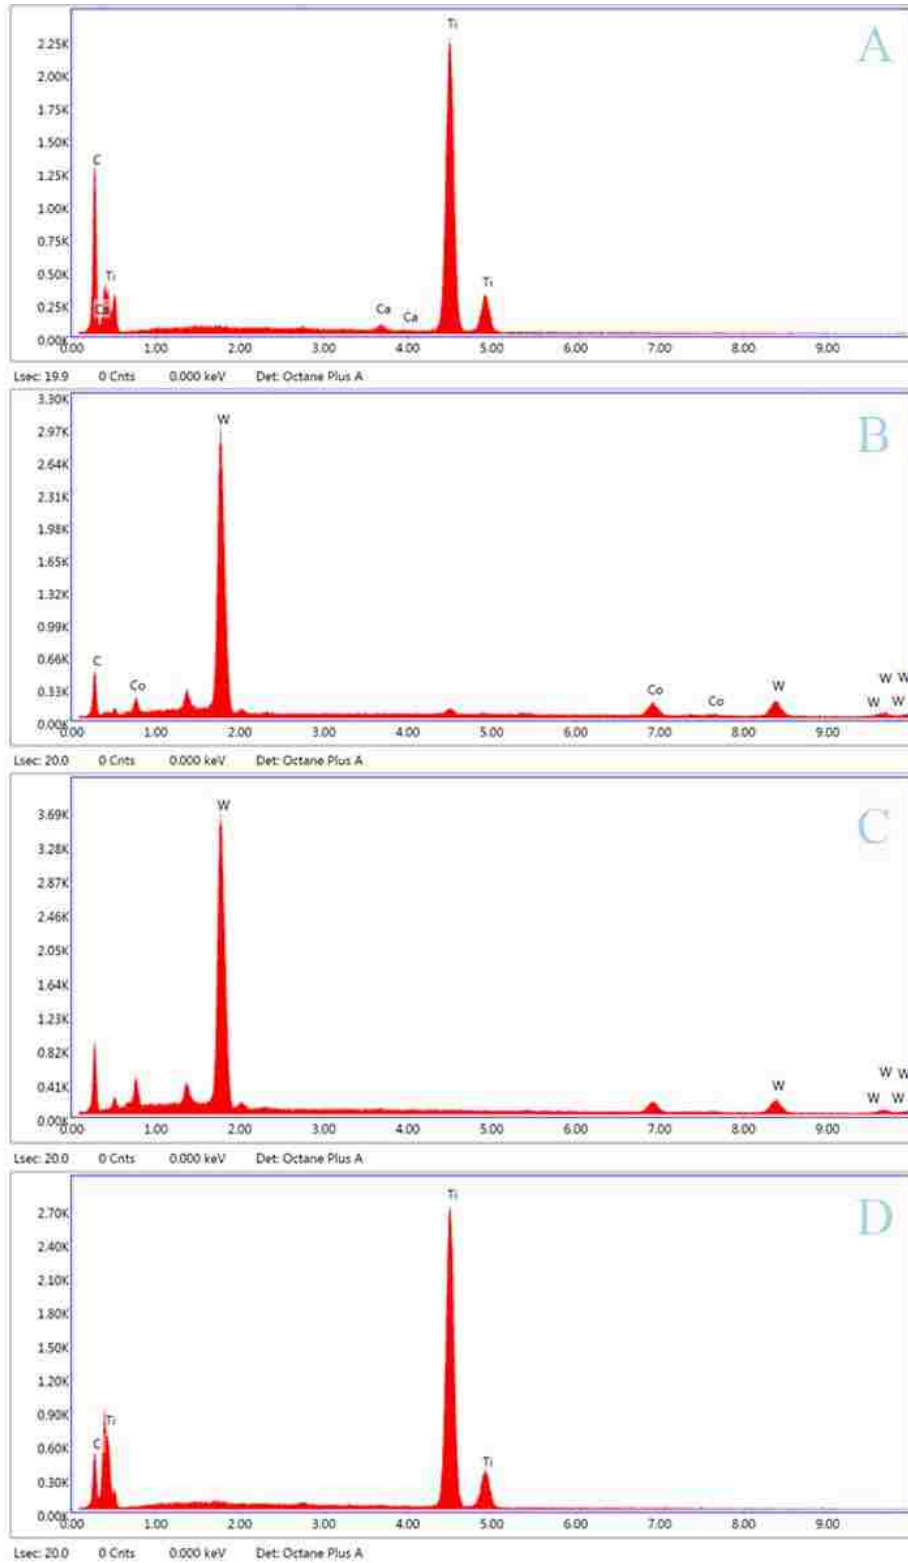 Ti
A
2.25K
2.00K
1.75K
1.50K
C
1.25K
1.00K
0.75K
0.50K
Ti
Ti
0.25K
Ca
Ca
Ca
0.00K
0.00 1.00 2.00 3.00 4.00 5.00 6.00 7.00 8.00 9.00
Lsec: 19.9 0 Cnts 0.000 keV Det: Octane Plus A
3.30K
W
B
2.97K
2.64K
2.31K
1.98K
1.65K
1.32K
0.99K
C
0.66K
W W
Co
Co
W
0.33K
Co
W W
0.00K
0.00 1.00 2.00 3.00 4.00 5.00 6.00 7.00 8.00 9.00
Lsec: 20.0 0 Cnts 0.000 keV Det: Octane Plus A
W
C
3.69K
3.28K
2.87K
2.46K
2.05K
1.64K
1.23K
0.82K
W W
W
0.41K
W W
0.00K
0.00 1.00 2.00 3.00 4.00 5.00 6.00 7.00 8.00 9.00
Lsec: 20.0 0 Cnts 0.000 keV Det: Octane Plus A
Ti
D
2.70K
2.40K
2.10K
1.80K
1.50K
1.20K
0.90K
Ti
C
0.60K
Ti
0.30K
0.00K
0.00 1.00 2.00 3.00 4.00 5.00 6.00 7.00 8.00 9.00
Lsec: 20.0 0 Cnts 0.000 keV Det: Octane Plus A